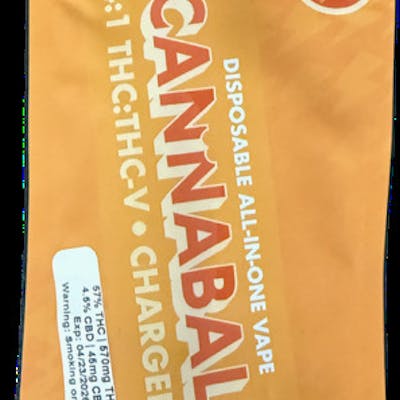 DISPOSABLE ALL-IN-ONE VAPE
CANNABAL
:1 THC:THC-V • CHARGE
57% THC | 570mg TH
4.5% CBD | 45mg CB
Exp: 04/23/202
Warning: Smoking or